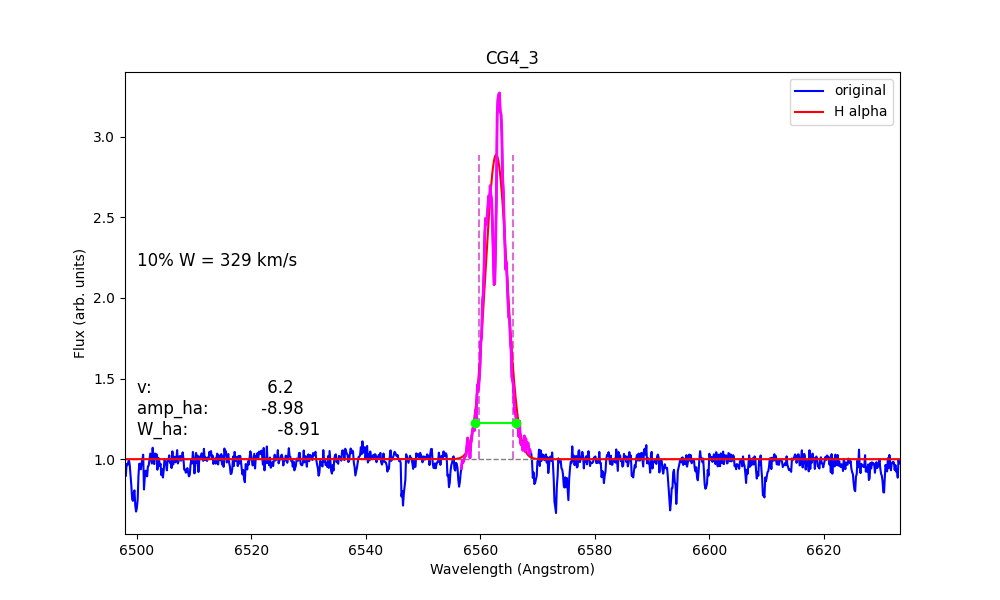 CG4_3
original
H alpha
3.0
2.5
10% W = 329 km/s
2.0
Flux (arb. units)
1.5
v: 6.2
amp_ha: -8.98
W_ha: -8.91
1.0
6500 6520 6540 6560 6580 6600 6620
Wavelength (Angstrom)